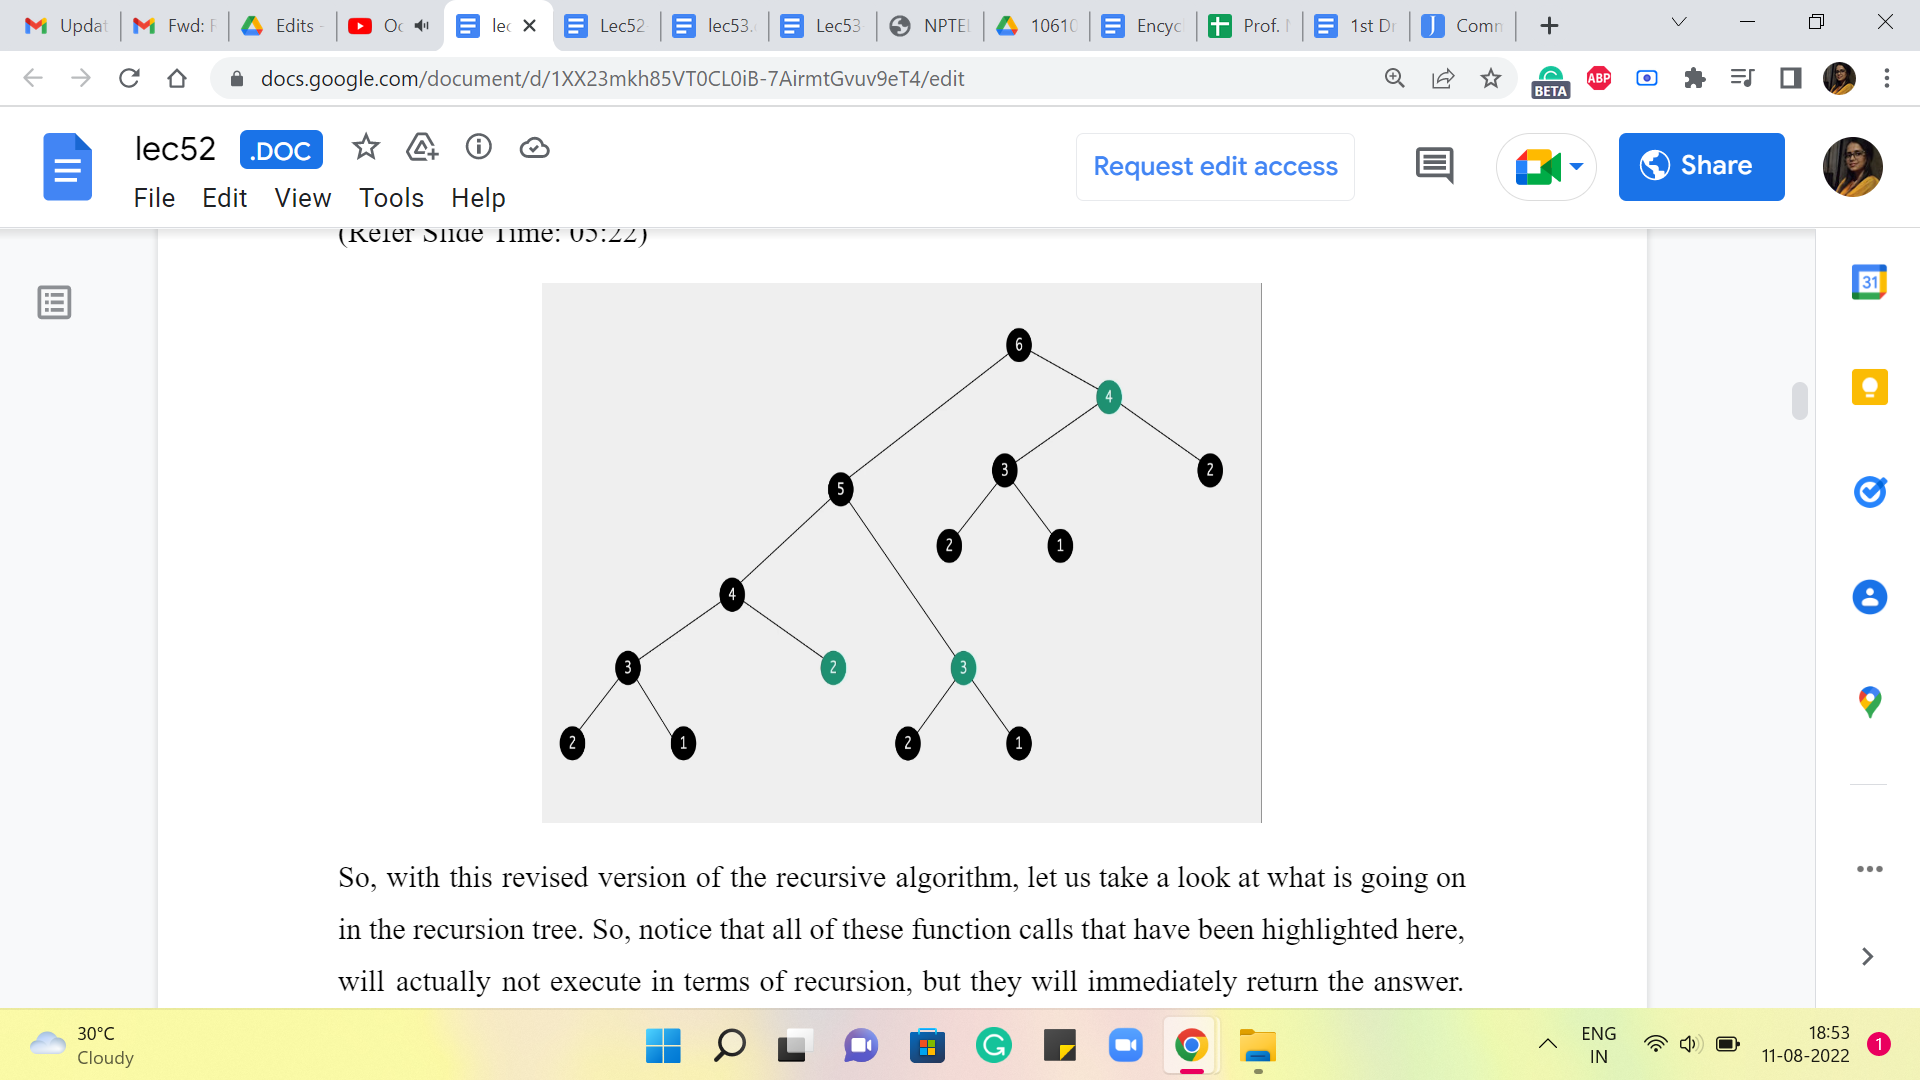 Updat Fwd: F Edits - Oc lec Lec52 lec53. Lec53 NPTEL 10610 Encyc Prof. 1st Dr Comm
docs.google.com/document/d/1XX23mkh85VT0CL0iB-7AirmtGvuv9eT4/edit
ABP
BETA
lec52 .DOC
File Edit View Tools Help
Request edit access
Share
31
(Refer Slide Time: 05:22)
6
4
3 2
5
2 1
4
3 2 3
2 1 2 1
So, with this revised version of the recursive algorithm, let us take a look at what is going on
in the recursion tree. So, notice that all of these function calls that have been highlighted here,
will actually not execute in terms of recursion, but they will immediately return the answer.
30°C
Cloudy
ENG
IN
18:53
11-08-2022
1